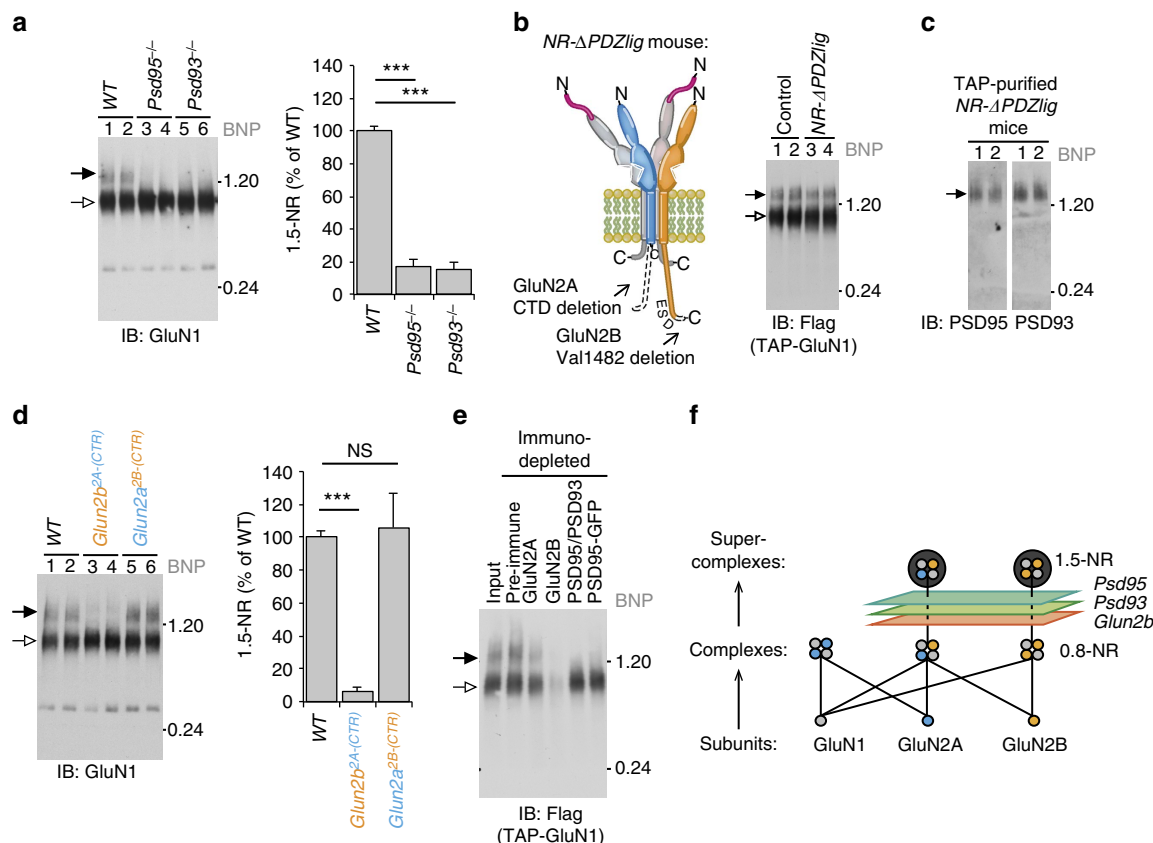 a
WT
Psd95–/–
Psd93–/–
1 2 3 4 5 6 BNP
1.20
0.24
IB: GluN1
1.5-NR (% of WT)
140
120
100
80
60
40
20
0
***
***
WT
Psd95–/–
Psd93–/–
b
NR-ΔPDZlig mouse:
N
N
N
N
C
C
C
E S D
C
GluN2A
CTD deletion
GluN2B
Val1482 deletion
Control
NR-ΔPDZlig
1 2 3 4 BNP
1.20
0.24
IB: Flag
(TAP-GluN1)
c
TAP-purified
NR-ΔPDZlig
mice
1 2 1 2 BNP
1.20
0.24
IB: PSD95 PSD93
d
WT
Glun2b2A-(CTR)
Glun2a2B-(CTR)
1 2 3 4 5 6 BNP
1.20
0.24
IB: GluN1
1.5-NR (% of WT)
140
120
100
80
60
40
20
0
NS
***
WT
Glun2b2A-(CTR)
Glun2a2B-(CTR)
e
Immuno-
depleted
Input
Pre-immune
GluN2A
GluN2B
PSD95/PSD93
PSD95-GFP
BNP
1.20
0.24
IB: Flag
(TAP-GluN1)
f
Super-
complexes:
1.5-NR
Psd95
Psd93
Glun2b
Complexes:
0.8-NR
Subunits:
GluN1
GluN2A
GluN2B